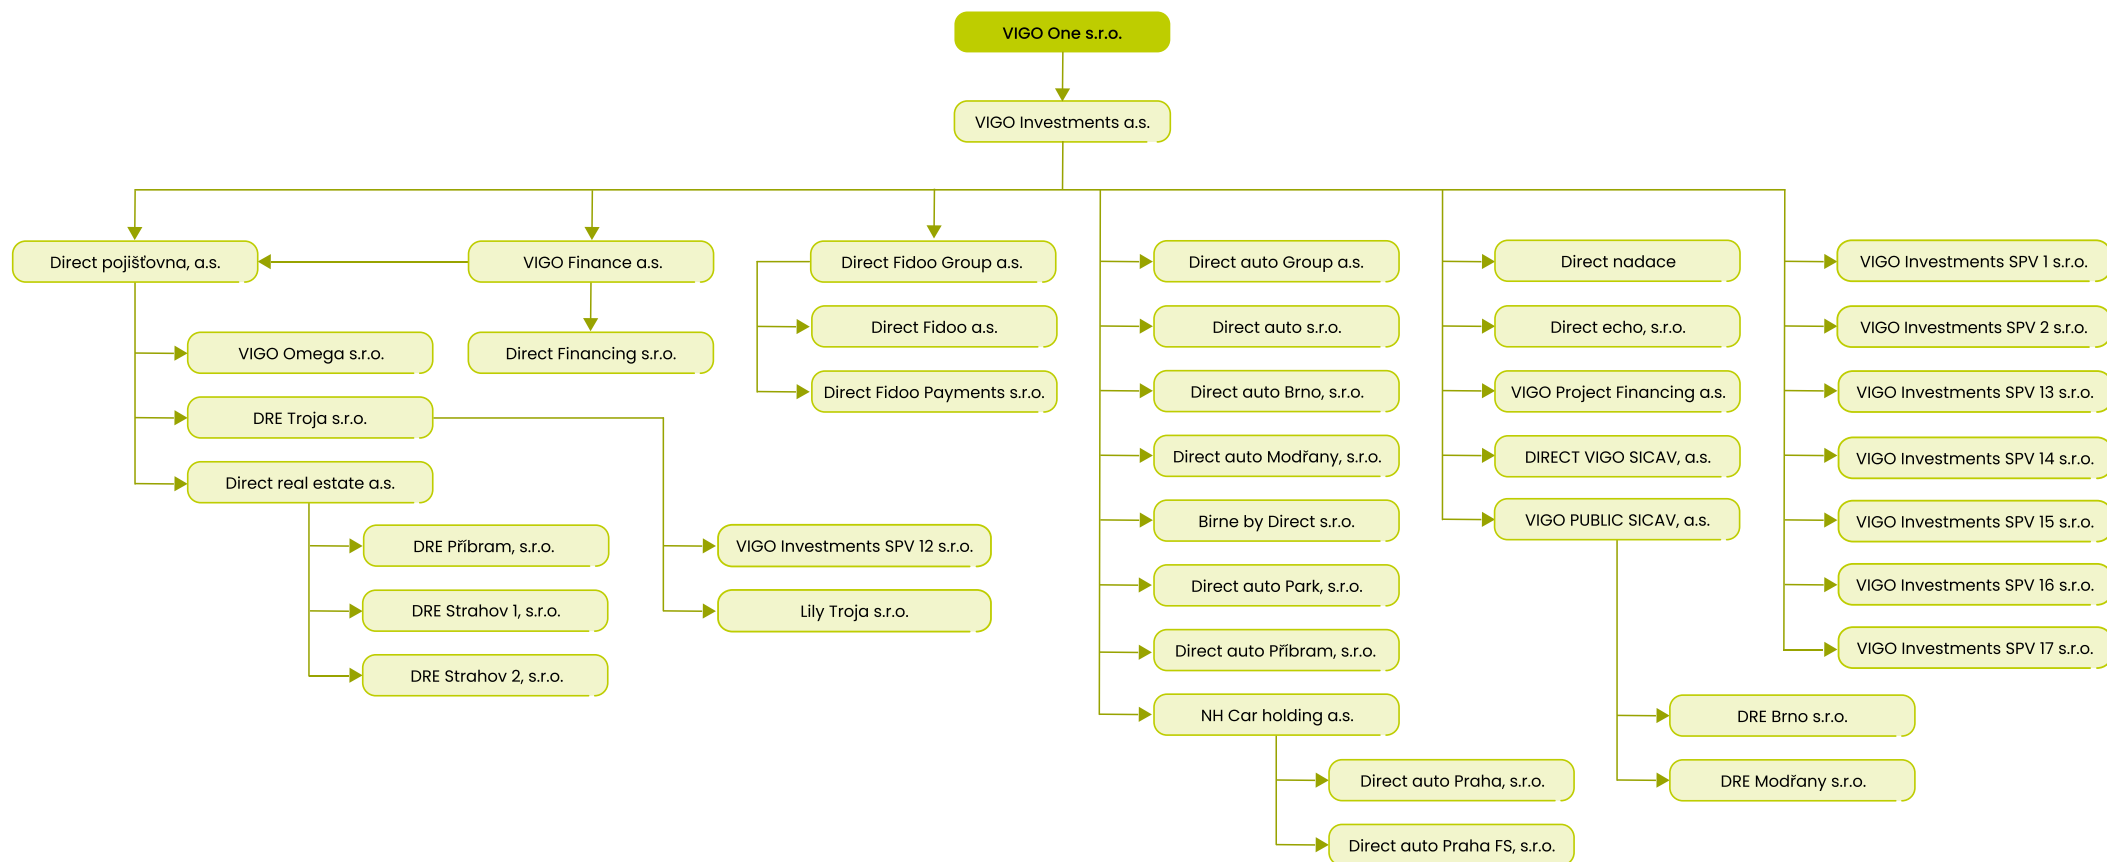 VIGO One s.r.o.
VIGO Investments a.s.
Direct pojišťovna, a.s.
VIGO Finance a.s.
Direct Fidoo Group a.s.
Direct auto Group a.s.
Direct nadace
VIGO Investments SPV 1 s.r.o.
Direct Fidoo a.s.
Direct auto s.r.o.
Direct echo, s.r.o.
VIGO Investments SPV 2 s.r.o.
VIGO Omega s.r.o.
Direct Financing s.r.o.
Direct Fidoo Payments s.r.o.
Direct auto Brno, s.r.o.
VIGO Project Financing a.s.
VIGO Investments SPV 13 s.r.o.
DRE Troja s.r.o.
Direct auto Modřany, s.r.o.
DIRECT VIGO SICAV, a.s.
VIGO Investments SPV 14 s.r.o.
Direct real estate a.s.
Birne by Direct s.r.o.
VIGO PUBLIC SICAV, a.s.
VIGO Investments SPV 15 s.r.o.
DRE Příbram, s.r.o.
VIGO Investments SPV 12 s.r.o.
Direct auto Park, s.r.o.
VIGO Investments SPV 16 s.r.o.
DRE Strahov 1, s.r.o.
Lily Troja s.r.o.
Direct auto Příbram, s.r.o.
VIGO Investments SPV 17 s.r.o.
DRE Strahov 2, s.r.o.
NH Car holding a.s.
DRE Brno s.r.o.
Direct auto Praha, s.r.o.
DRE Modřany s.r.o.
Direct auto Praha FS, s.r.o.